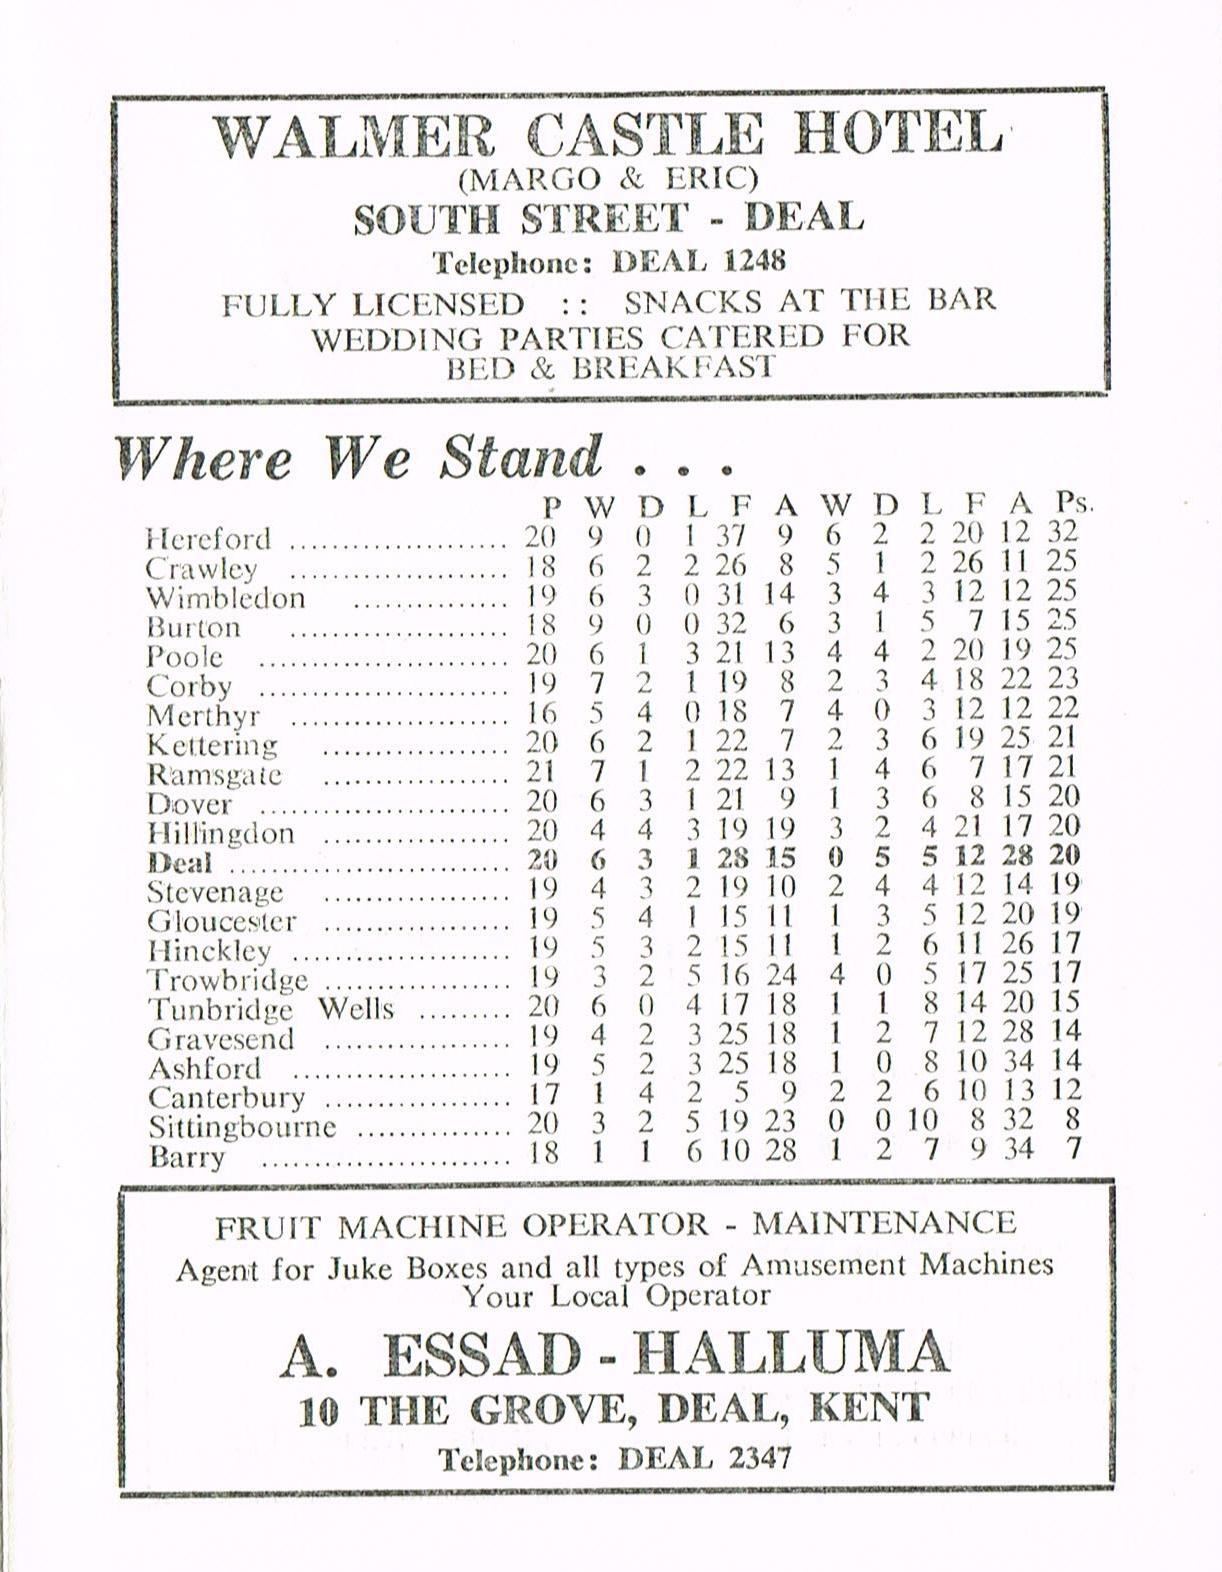 WALMER CASTLE HOTEL
(MARGO & ERIC)
SOUTH STREET - DEAL
Telephone: DEAL 1248
FULLY LICENSED :: SNACKS AT THE BAR
WEDDING PARTIES CATERED FOR
BED & BREAKFAST
Where We Stand . . .
P W D L F A W D L F A Ps.
Hereford ..................... 20 9 0 1 37 9 6 2 2 20 12 32
Crawley ..................... 18 6 2 2 26 8 5 1 2 26 11 25
Wimbledon ............... 19 6 3 0 31 14 3 4 3 12 12 25
Burton ..................... 18 9 0 0 32 6 3 1 5 7 15 25
Poole ........................ 20 6 1 3 21 13 4 4 2 20 19 25
Corby ........................ 19 7 2 1 19 8 2 3 4 18 22 23
Merthyr ..................... 16 5 4 0 18 7 4 0 3 12 12 22
Kettering .................. 20 6 2 1 22 7 2 3 6 19 25 21
Ramsgate .................. 21 7 1 2 22 13 1 4 6 7 17 21
Dover ........................ 20 6 3 1 21 9 1 3 6 8 15 20
Hillingdon .................. 20 4 4 3 19 19 3 2 4 21 17 20
Deal ........................... 20 6 3 1 28 15 0 5 5 12 28 20
Stevenage .................. 19 4 3 2 19 10 2 4 4 12 14 19
Gloucester .................. 19 5 4 1 15 11 1 3 5 12 20 19
Hinckley ..................... 19 5 3 2 15 11 1 2 6 11 26 17
Trowbridge .................. 19 3 2 5 16 24 4 0 5 17 25 17
Tunbridge Wells ......... 20 6 0 4 17 18 1 1 8 14 20 15
Gravesend .................. 19 4 2 3 25 18 1 2 7 12 28 14
Ashford ..................... 19 5 2 3 25 18 1 0 8 10 34 14
Canterbury .................. 17 1 4 2 5 9 2 2 6 10 13 12
Sittingbourne ............... 20 3 2 5 19 23 0 0 10 8 32 8
Barry ........................ 18 1 1 6 10 28 1 2 7 9 34 7
FRUIT MACHINE OPERATOR - MAINTENANCE
Agent for Juke Boxes and all types of Amusement Machines
Your Local Operator
A. ESSAD - HALLUMA
10 THE GROVE, DEAL, KENT
Telephone: DEAL 2347